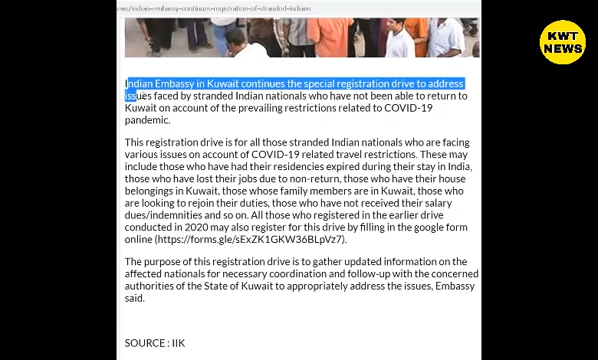 ws/indian-embassy-continues-registration-of-stranded-indians
KWT
NEWS
Indian Embassy in Kuwait continues the special registration drive to address
issues faced by stranded Indian nationals who have not been able to return to
Kuwait on account of the prevailing restrictions related to COVID-19
pandemic.
This registration drive is for all those stranded Indian nationals who are facing
various issues on account of COVID-19 related travel restrictions. These may
include those who have had their residencies expired during their stay in India,
those who have lost their jobs due to non-return, those who have their house
belongings in Kuwait, those whose family members are in Kuwait, those who
are looking to rejoin their duties, those who have not received their salary
dues/indemnities and so on. All those who registered in the earlier drive
conducted in 2020 may also register for this drive by filling in the google form
online (https://forms.gle/sExZK1GKW36BLpVz7).
The purpose of this registration drive is to gather updated information on the
affected nationals for necessary coordination and follow-up with the concerned
authorities of the State of Kuwait to appropriately address the issues, Embassy
said.
SOURCE : IIK